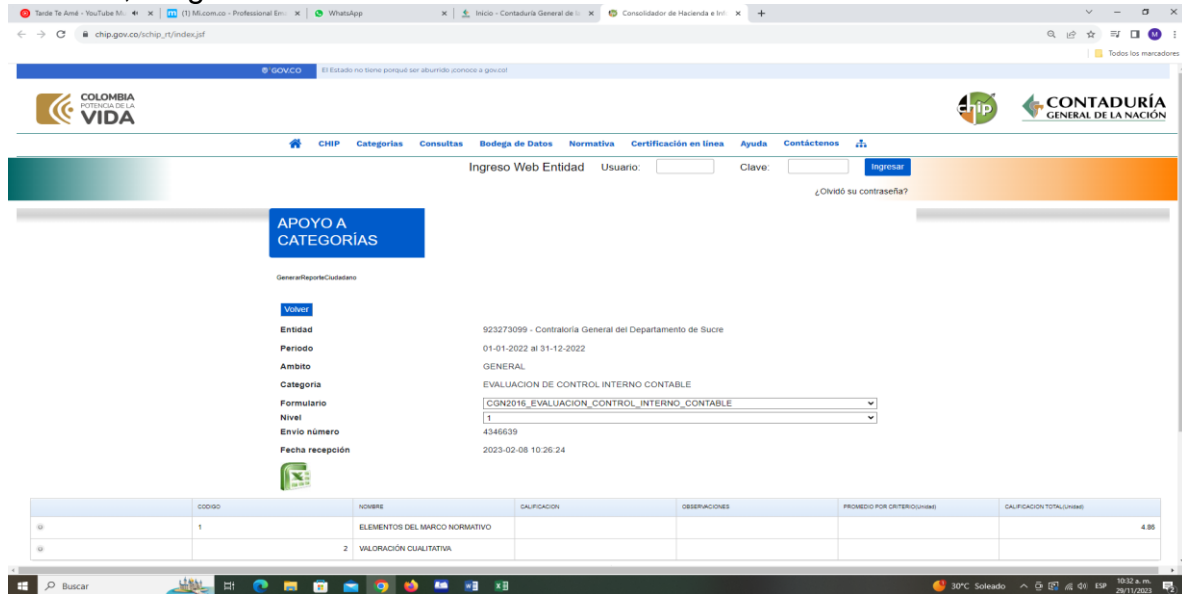 Tarde Te Amé - YouTube Mu
(1) Mi.com.co - Professional Em
WhatsApp
Inicio - Contaduría General de la
Consolidador de Hacienda e Inf
chip.gov.co/schip_rt/index.jsf
Todos los marcadores
GOV.CO El Estado no tiene porqué ser aburrido ¡conoce a gov.co!
COLOMBIA
POTENCIA DE LA
VIDA
chip
CONTADURÍA
GENERAL DE LA NACIÓN
CHIP Categorias Consultas Bodega de Datos Normativa Certificación en línea Ayuda Contáctenos
Ingreso Web Entidad Usuario: Clave: Ingresar
¿Olvidó su contraseña?
APOYO A
CATEGORÍAS
GenerarReporteCiudadano
Volver
Entidad 923273099 - Contraloría General del Departamento de Sucre
Periodo 01-01-2022 al 31-12-2022
Ambito GENERAL
Categoria EVALUACION DE CONTROL INTERNO CONTABLE
Formulario CGN2016_EVALUACION_CONTROL_INTERNO_CONTABLE
Nivel 1
Envio número 4346639
Fecha recepción 2023-02-08 10:26:24
CODIGO NOMBRE CALIFICACION OBSERVACIONES PROMEDIO POR CRITERIO(Unidad) CALIFICACION TOTAL(Unidad)
1 ELEMENTOS DEL MARCO NORMATIVO 4.86
2 VALORACIÓN CUALITATIVA
Buscar
30°C Soleado
ESP
10:32 a. m.
29/11/2023